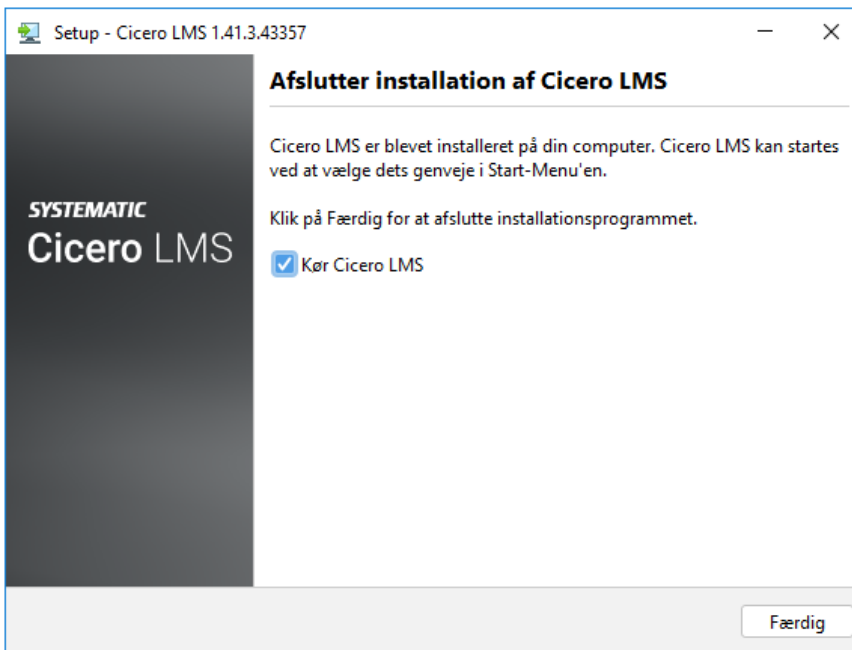 Setup - Cicero LMS 1.41.3.43357
Afslutter installation af Cicero LMS
Cicero LMS er blevet installeret på din computer. Cicero LMS kan startes
ved at vælge dets genveje i Start-Menu'en.
SYSTEMATIC
Cicero LMS
Klik på Færdig for at afslutte installationsprogrammet.
Kør Cicero LMS
Færdig